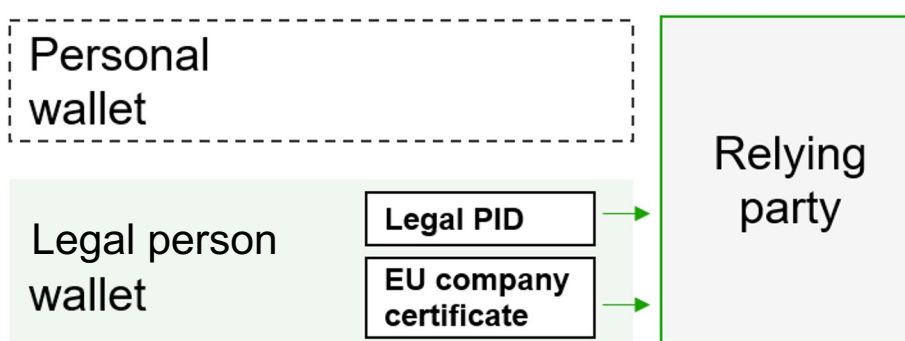 Personal
wallet
Relying
party
Legal person
wallet
Legal PID
EU company
certificate